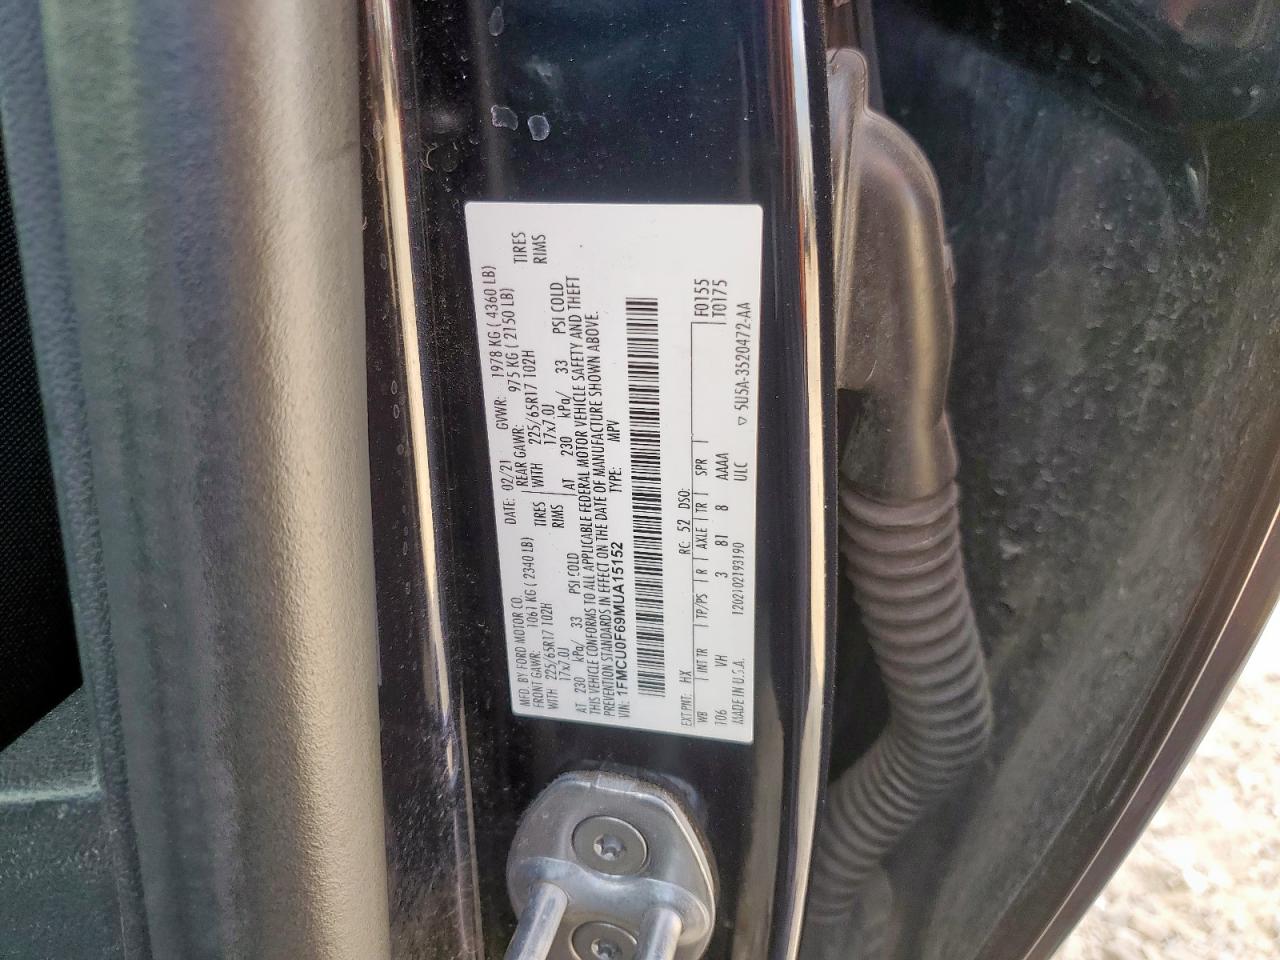 MFD. BY FORD MOTOR CO.
DATE: 02/21 GVWR: 1978 KG ( 4360 LB)
FRONT GAWR: 1061 KG ( 2340 LB) REAR GAWR: 975 KG ( 2150 LB)
WITH 225/65R17 102H TIRES WITH 225/65R17 102H TIRES
17x7.0J RIMS 17x7.0J RIMS
AT 230 kPa/ 33 PSI COLD AT 230 kPa/ 33 PSI COLD
THIS VEHICLE CONFORMS TO ALL APPLICABLE FEDERAL MOTOR VEHICLE SAFETY AND THEFT
PREVENTION STANDARDS IN EFFECT ON THE DATE OF MANUFACTURE SHOWN ABOVE.
VIN: 1FMCU0F69MUA15152 TYPE: MPV
EXT PNT: HX RC: 52 DSO: F0155
WB INT TR TP/PS R AXLE TR SPR T0175
106 VH 3 81 8 AAAA
MADE IN U.S.A. 12021021931​90 ULC ▽ 5U5A-3520472-AA